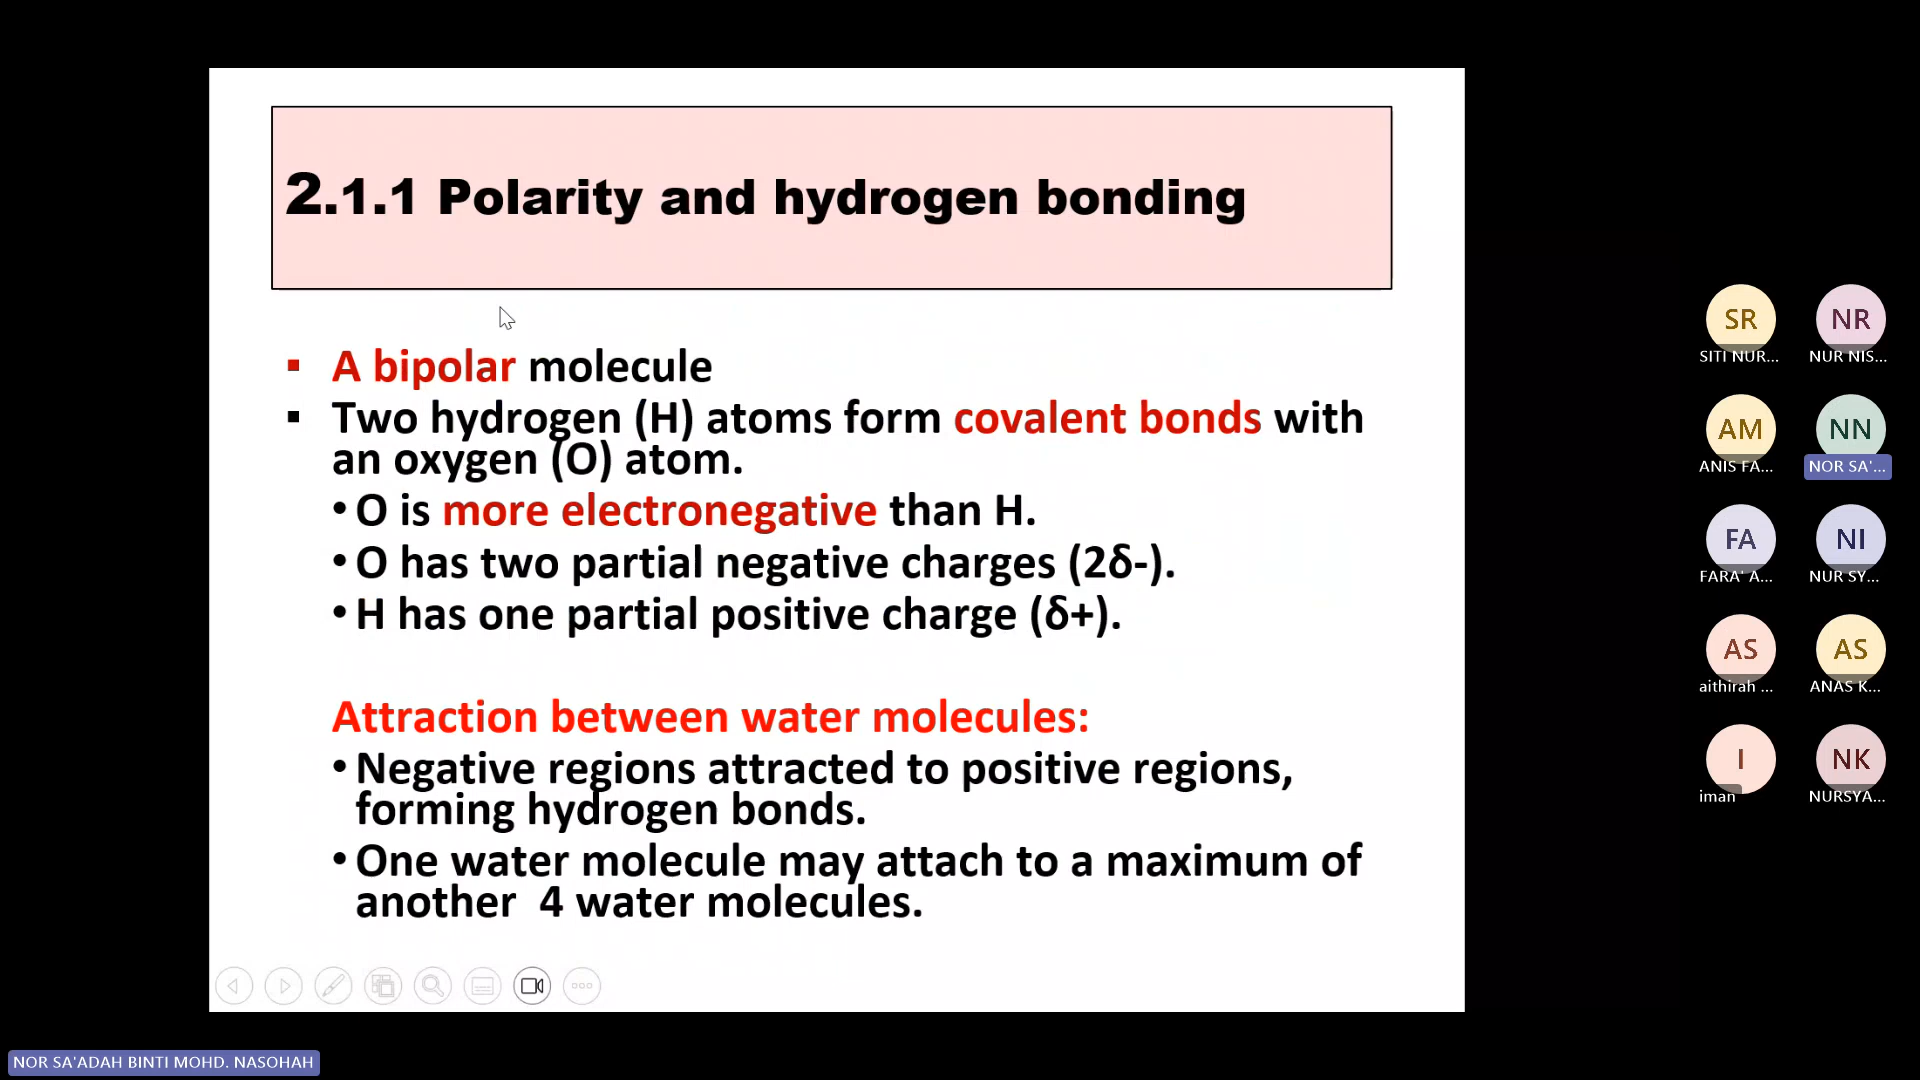 2.1.1 Polarity and hydrogen bonding
▪ A bipolar molecule
▪ Two hydrogen (H) atoms form covalent bonds with
an oxygen (O) atom.
• O is more electronegative than H.
• O has two partial negative charges (2δ-).
• H has one partial positive charge (δ+).
Attraction between water molecules:
• Negative regions attracted to positive regions,
forming hydrogen bonds.
• One water molecule may attach to a maximum of
another 4 water molecules.
SR
SITI NUR...
NR
NUR NIS...
AM
ANIS FA...
NN
NOR SA'...
FA
FARA' A...
NI
NUR SY...
AS
aithirah ...
AS
ANAS K...
I
iman
NK
NURSYA...
NOR SA'ADAH BINTI MOHD. NASOHAH